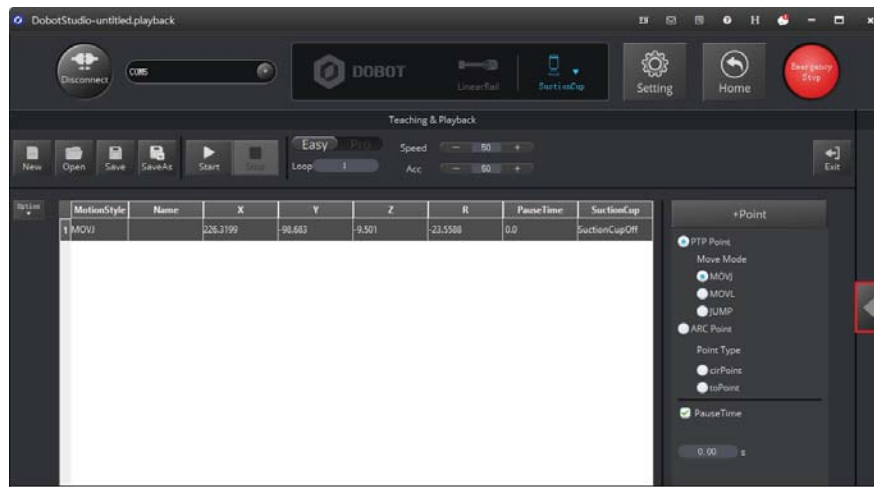 DobotStudio-untitled.playback
Disconnect
COM5
DOBOT
LinearRail
SuctionCup
Setting
Home
Emergency
Stop
Teaching & Playback
New
Open
Save
SaveAs
Start
Stop
Easy
Pro
Loop 1
Speed − 50 +
Acc − 50 +
Exit
Option
MotionStyle Name X Y Z R PauseTime SuctionCup
1 MOVJ 226.3199 -98.683 -9.501 -23.5588 0.0 SuctionCupOff
+Point
PTP Point
Move Mode
MOVJ
MOVL
JUMP
ARC Point
Point Type
cirPoint
toPoint
PauseTime
0.00 s